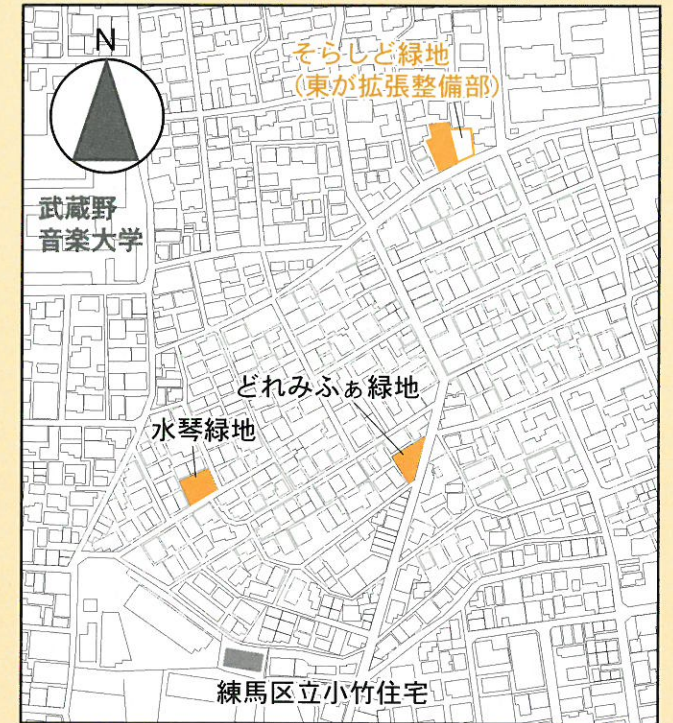 N
そらしど緑地
（東が拡張整備部）
武蔵野
音楽大学
どれみふぁ緑地
水琴緑地
練馬区立小竹住宅